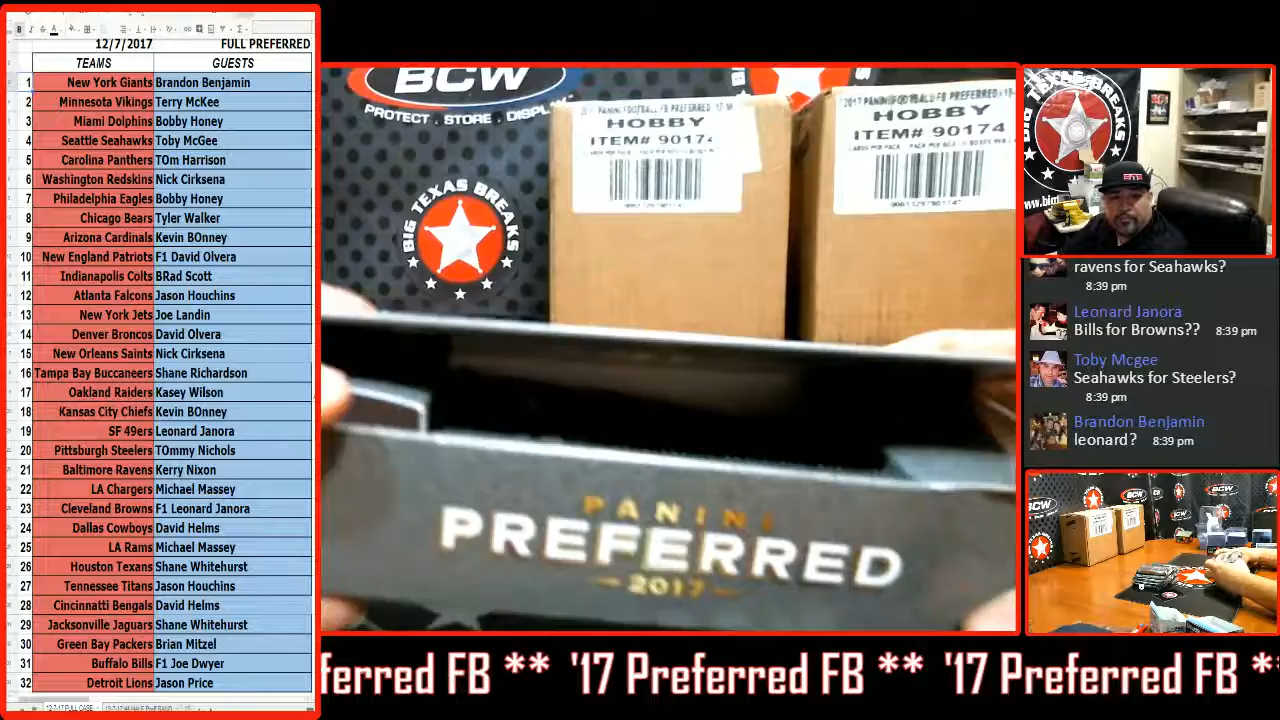 12/7/2017 FULL PREFERRED
TEAMS GUESTS
1 New York Giants Brandon Benjamin
2 Minnesota Vikings Terry McKee
3 Miami Dolphins Bobby Honey
4 Seattle Seahawks Toby McGee
5 Carolina Panthers TOm Harrison
6 Washington Redskins Nick Cirksena
7 Philadelphia Eagles Bobby Honey
8 Chicago Bears Tyler Walker
9 Arizona Cardinals Kevin BOnney
10 New England Patriots F1 David Olvera
11 Indianapolis Colts BRad Scott
12 Atlanta Falcons Jason Houchins
13 New York Jets Joe Landin
14 Denver Broncos David Olvera
15 New Orleans Saints Nick Cirksena
16 Tampa Bay Buccaneers Shane Richardson
17 Oakland Raiders Kasey Wilson
18 Kansas City Chiefs Kevin BOnney
19 SF 49ers Leonard Janora
20 Pittsburgh Steelers TOmmy Nichols
21 Baltimore Ravens Kerry Nixon
22 LA Chargers Michael Massey
23 Cleveland Browns F1 Leonard Janora
24 Dallas Cowboys David Helms
25 LA Rams Michael Massey
26 Houston Texans Shane Whitehurst
27 Tennessee Titans Jason Houchins
28 Cincinnatti Bengals David Helms
29 Jacksonville Jaguars Shane Whitehurst
30 Green Bay Packers Brian Mitzel
31 Buffalo Bills F1 Joe Dwyer
32 Detroit Lions Jason Price
BCW
PROTECT . STORE . DISPL
BIG TEXAS BREAKS
HOBBY
ITEM# 90174
HOBBY
ITEM# 90174
PANINI
PREFERRED
2017
ravens for Seahawks?
8:39 pm
Leonard Janora
Bills for Browns?? 8:39 pm
Toby Mcgee
Seahawks for Steelers?
8:39 pm
Brandon Benjamin
leonard? 8:39 pm
ferred FB ** '17 Preferred FB ** '17 Preferred FB *